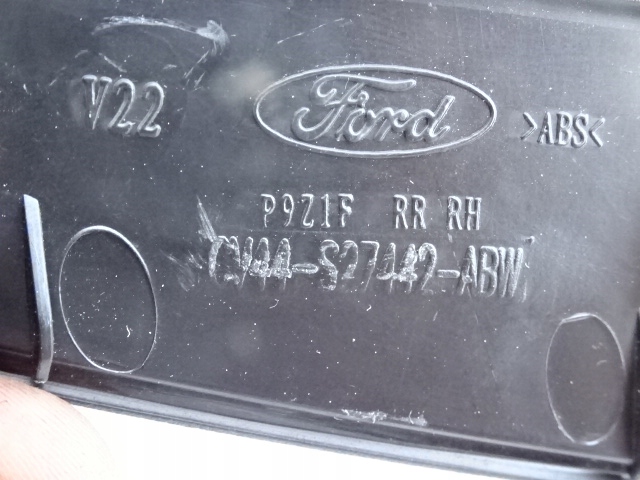 V22 Ford >ABS<
P9Z1F RR RH
CV44-S27442-ABW